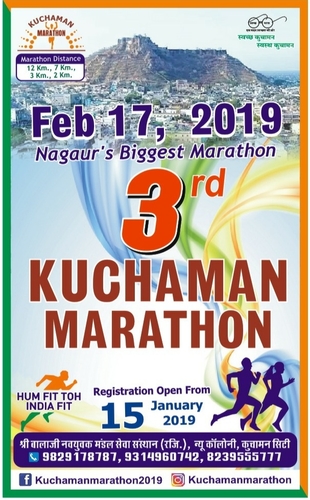 KUCHAMAN
MARATHON
Marathon Distance
12 Km., 7 Km.,
3 Km., 2 Km.
स्वच्छ कुचामन
स्वस्थ कुचामन
Feb 17, 2019
Nagaur's Biggest Marathon
3rd
KUCHAMAN
MARATHON
HUM FIT TOH
INDIA FIT
Registration Open From
15 January
2019
श्री बालाजी नवयुवक मंडल सेवा संस्थान (रजि.), न्यू कॉलोनी, कुचामन सिटी
9829178787, 9314960742, 8239555777
Kuchamanmarathon2019
Kuchamanmarathon